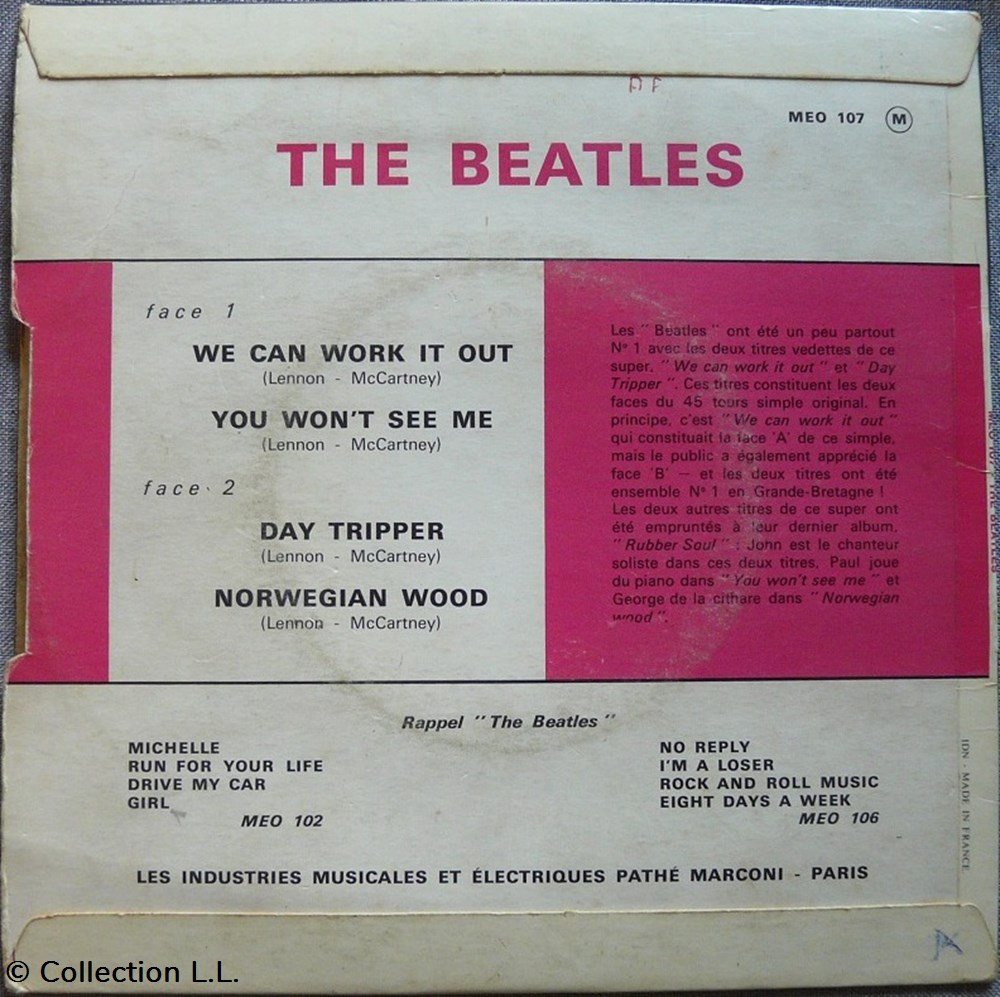 MEO 107 M
THE BEATLES
face 1
WE CAN WORK IT OUT
(Lennon - McCartney)
YOU WON'T SEE ME
(Lennon - McCartney)
face 2
DAY TRIPPER
(Lennon - McCartney)
NORWEGIAN WOOD
(Lennon - McCartney)
Les " Beatles " ont été un peu partout
N° 1 avec les deux titres vedettes de ce
super. " We can work it out " et " Day
Tripper ". Ces titres constituent les deux
faces du 45 tours simple original. En
principe, c'est " We can work it out "
qui constituait la face 'A' de ce simple,
mais le public a également apprécié la
face 'B' — et les deux titres ont été
ensemble N° 1 en Grande-Bretagne !
Les deux autres titres de ce super ont
été empruntés à leur dernier album.
" Rubber Soul " : John est le chanteur
soliste dans ces deux titres. Paul joue
du piano dans " You won't see me " et
George de la cithare dans " Norwegian
wood ".
Rappel " The Beatles "
MICHELLE
RUN FOR YOUR LIFE
DRIVE MY CAR
GIRL
MEO 102
NO REPLY
I'M A LOSER
ROCK AND ROLL MUSIC
EIGHT DAYS A WEEK
MEO 106
LES INDUSTRIES MUSICALES ET ÉLECTRIQUES PATHÉ MARCONI - PARIS
MEO 107 THE BEATLES
IDN - MADE IN FRANCE
© Collection L.L.